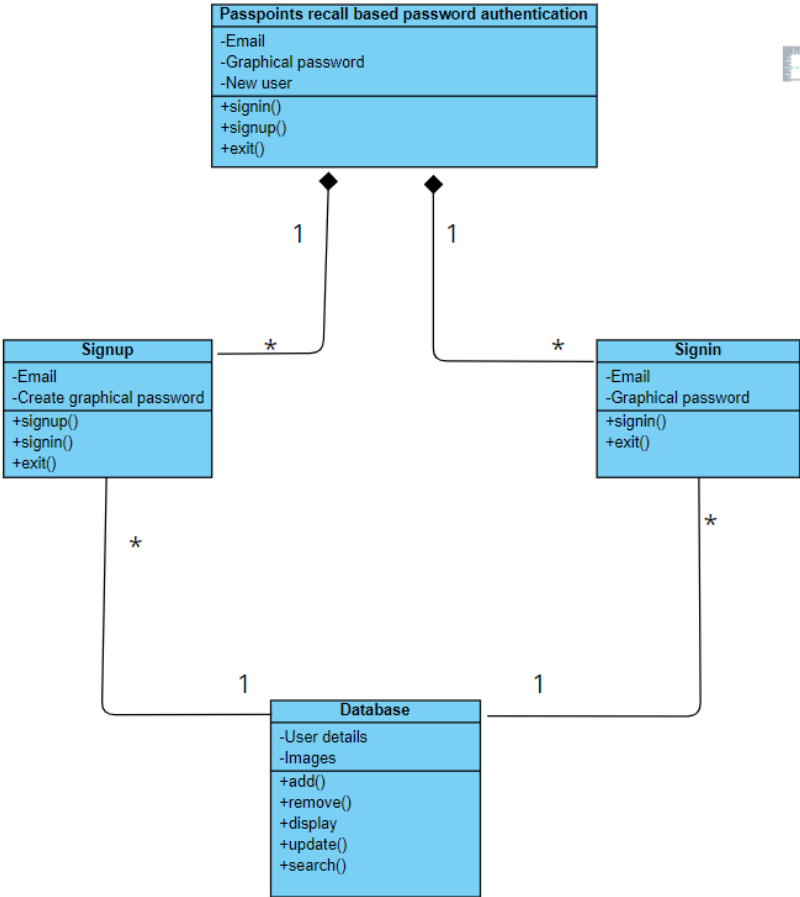 Passpoints recall based password authentication
-Email
-Graphical password
-New user
+signin()
+signup()
+exit()
1
1
*
*
Signup
-Email
-Create graphical password
+signup()
+signin()
+exit()
Signin
-Email
-Graphical password
+signin()
+exit()
*
*
1
1
Database
-User details
-Images
+add()
+remove()
+display
+update()
+search()